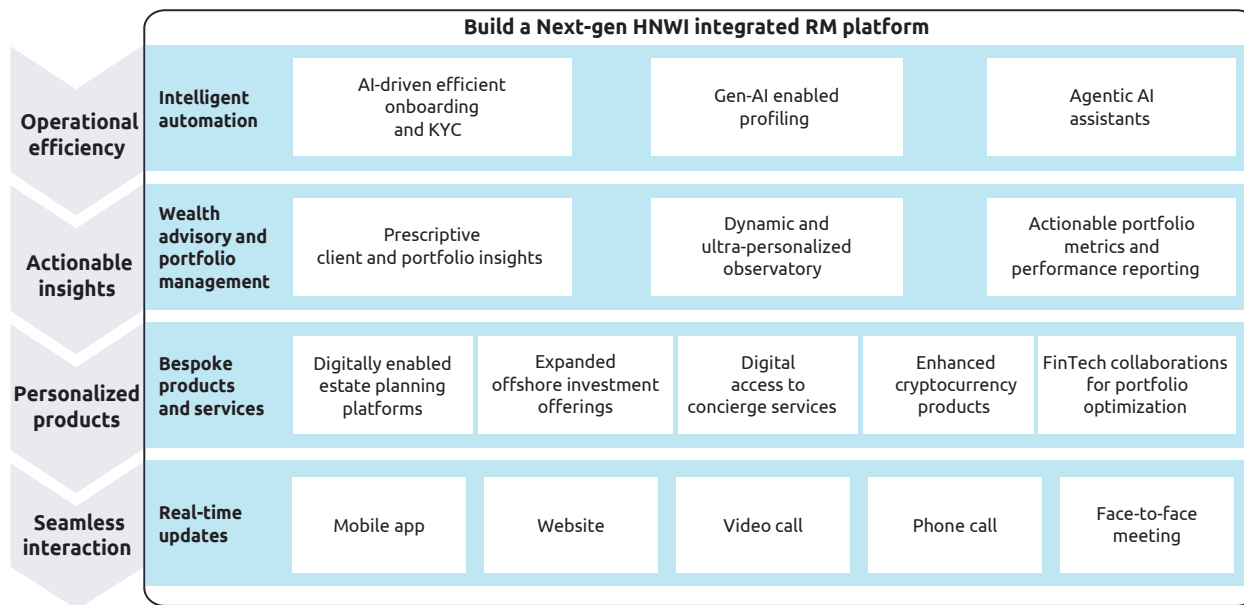 Build a Next-gen HNWI integrated RM platform
Operational
efficiency
Intelligent
automation
AI-driven efficient
onboarding
and KYC
Gen-AI enabled
profiling
Agentic AI
assistants
Actionable
insights
Wealth
advisory and
portfolio
management
Prescriptive
client and portfolio insights
Dynamic and
ultra-personalized
observatory
Actionable portfolio
metrics and
performance reporting
Personalized
products
Bespoke
products
and services
Digitally enabled
estate planning
platforms
Expanded
offshore investment
offerings
Digital
access to
concierge services
Enhanced
cryptocurrency
products
FinTech collaborations
for portfolio
optimization
Seamless
interaction
Real-time
updates
Mobile app
Website
Video call
Phone call
Face-to-face
meeting